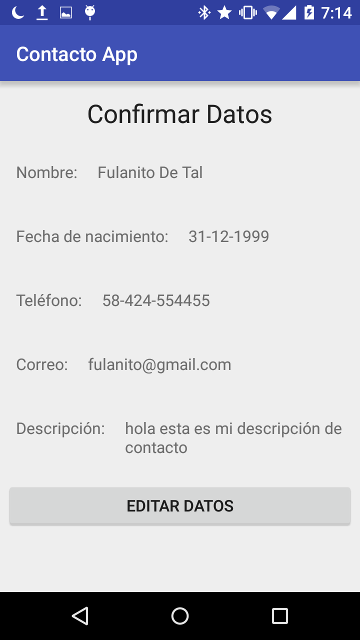 7:14
Contacto App
Confirmar Datos
Nombre: Fulanito De Tal
Fecha de nacimiento: 31-12-1999
Teléfono: 58-424-554455
Correo: fulanito@gmail.com
Descripción: hola esta es mi descripción de
contacto
EDITAR DATOS